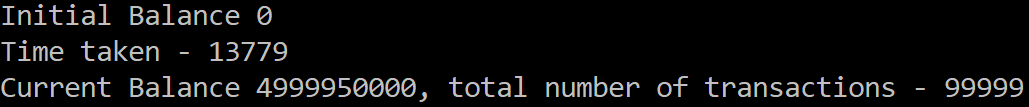 Initial Balance 0
Time taken - 13779
Current Balance 4999950000, total number of transactions - 99999